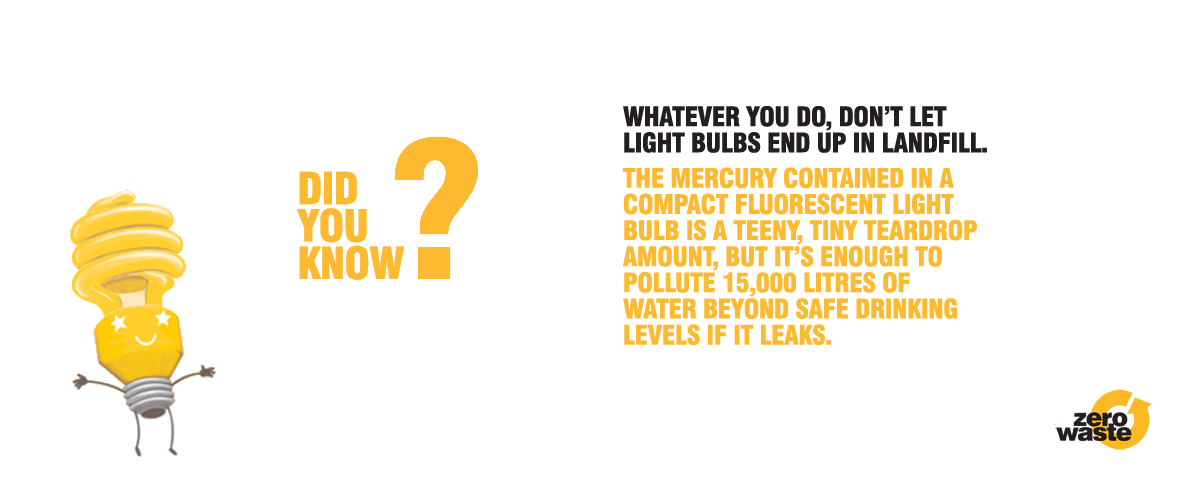 DID
YOU
KNOW?
WHATEVER YOU DO, DON'T LET
LIGHT BULBS END UP IN LANDFILL.
THE MERCURY CONTAINED IN A
COMPACT FLUORESCENT LIGHT
BULB IS A TEENY, TINY TEARDROP
AMOUNT, BUT IT'S ENOUGH TO
POLLUTE 15,000 LITRES OF
WATER BEYOND SAFE DRINKING
LEVELS IF IT LEAKS.
zero
waste